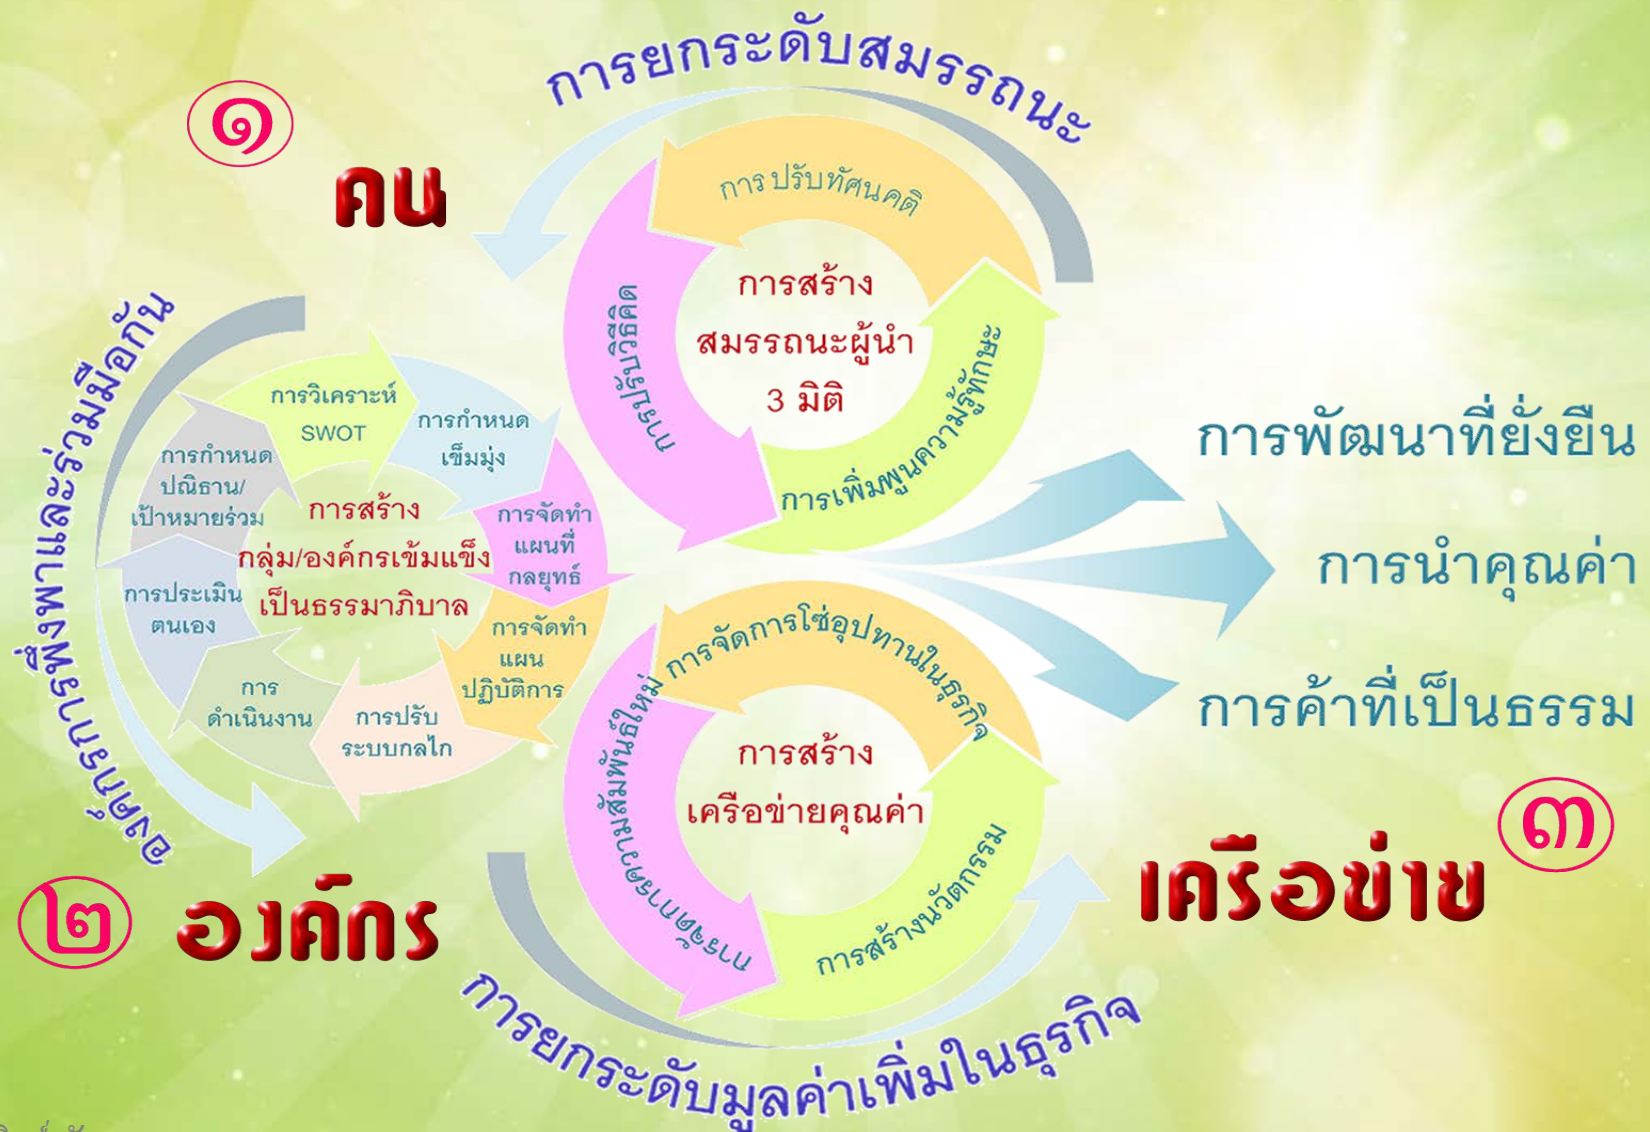 การยกระดับสมรรถนะ
๑
คน
การปรับทัศนคติ
การปรับวิธีคิด
การเพิ่มพูนความรู้ทักษะ
การสร้าง
สมรรถนะผู้นำ
3 มิติ
องค์กรการพึ่งพาและร่วมมือกัน
การวิเคราะห์
SWOT
การกำหนด
เข็มมุ่ง
การจัดทำ
แผนที่
กลยุทธ์
การจัดทำ
แผน
ปฏิบัติการ
การปรับ
ระบบกลไก
การ
ดำเนินงาน
การประเมิน
ตนเอง
การกำหนด
ปณิธาน/
เป้าหมายร่วม
การสร้าง
กลุ่ม/องค์กรเข้มแข็ง
เป็นธรรมาภิบาล
๒
องค์กร
การจัดการโซ่อุปทานในธุรกิจ
การจัดการความสัมพันธ์ใหม่
การสร้างนวัตกรรม
การสร้าง
เครือข่ายคุณค่า
๓
เครือข่าย
การยกระดับมูลค่าเพิ่มในธุรกิจ
การพัฒนาที่ยั่งยืน
การนำคุณค่า
การค้าที่เป็นธรรม